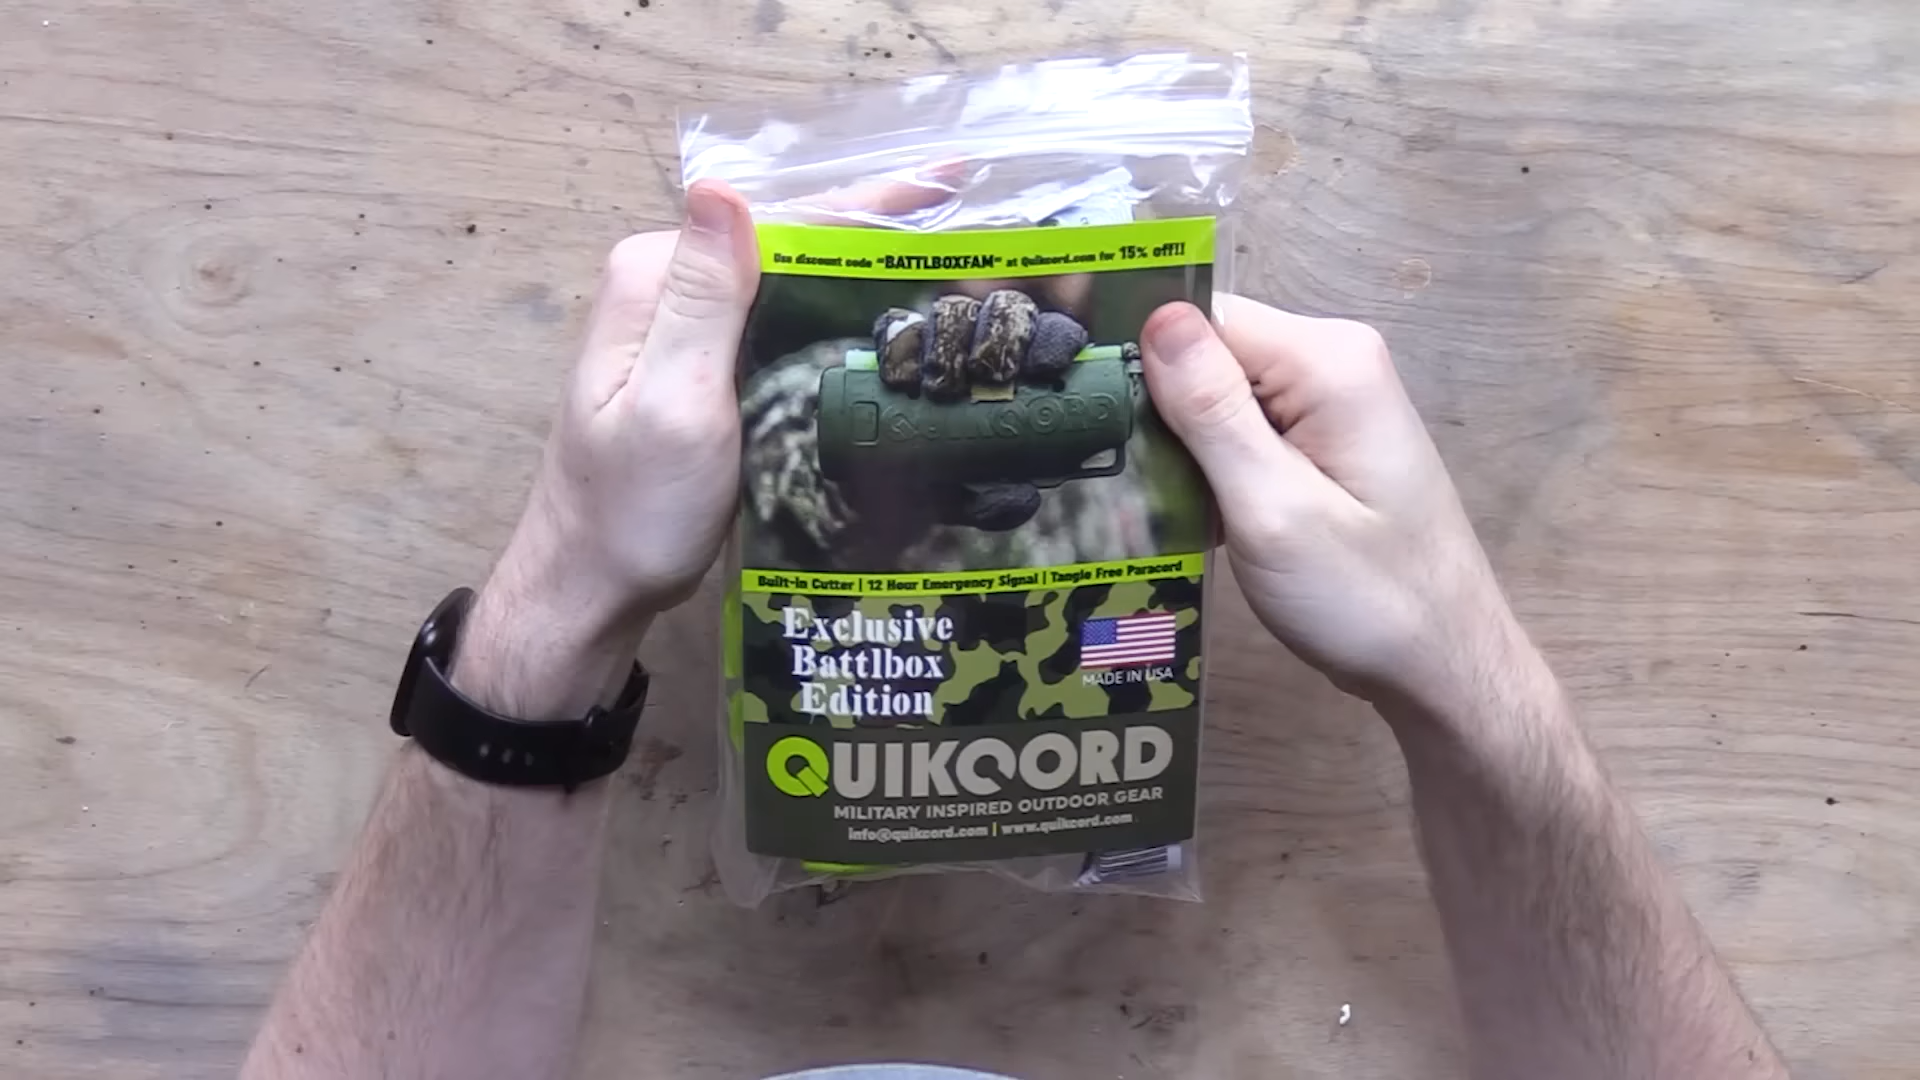 Use discount code "BATTLBOXFAM" at Quikcord.com for 15% off!!
QUIKCORD
Built-in Cutter | 12 Hour Emergency Signal | Tangle Free Paracord
Exclusive
Battlbox
Edition
MADE IN USA
QUIKCORD
MILITARY INSPIRED OUTDOOR GEAR
info@quikcord.com | www.quikcord.com